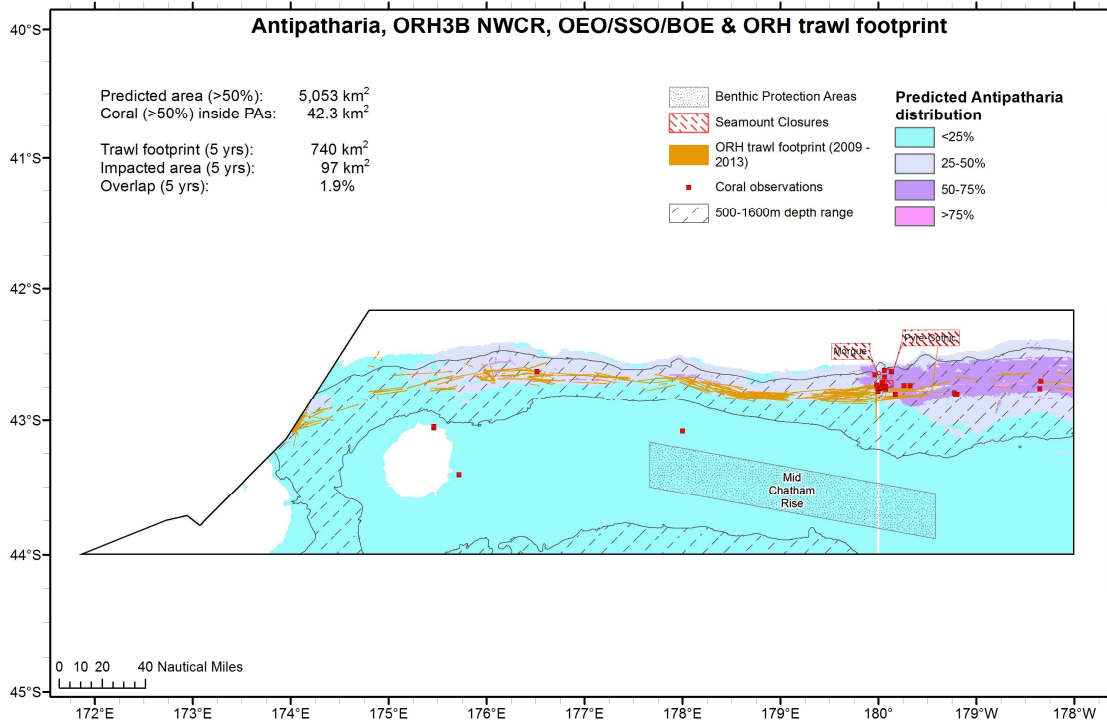 Antipatharia, ORH3B NWCR, OEO/SSO/BOE & ORH trawl footprint
Predicted area (>50%): 5,053 km²
Coral (>50%) inside PAs: 42.3 km²
Trawl footprint (5 yrs): 740 km²
Impacted area (5 yrs): 97 km²
Overlap (5 yrs): 1.9%
Benthic Protection Areas
Seamount Closures
ORH trawl footprint (2009 -
2013)
Coral observations
500-1600m depth range
Predicted Antipatharia
distribution
<25%
25-50%
50-75%
>75%
40°S
41°S
42°S
43°S
44°S
45°S
Morgue
Pyre-Gothic
Mid
Chatham
Rise
0 10 20 40 Nautical Miles
172°E 173°E 174°E 175°E 176°E 177°E 178°E 179°E 180° 179°W 178°W